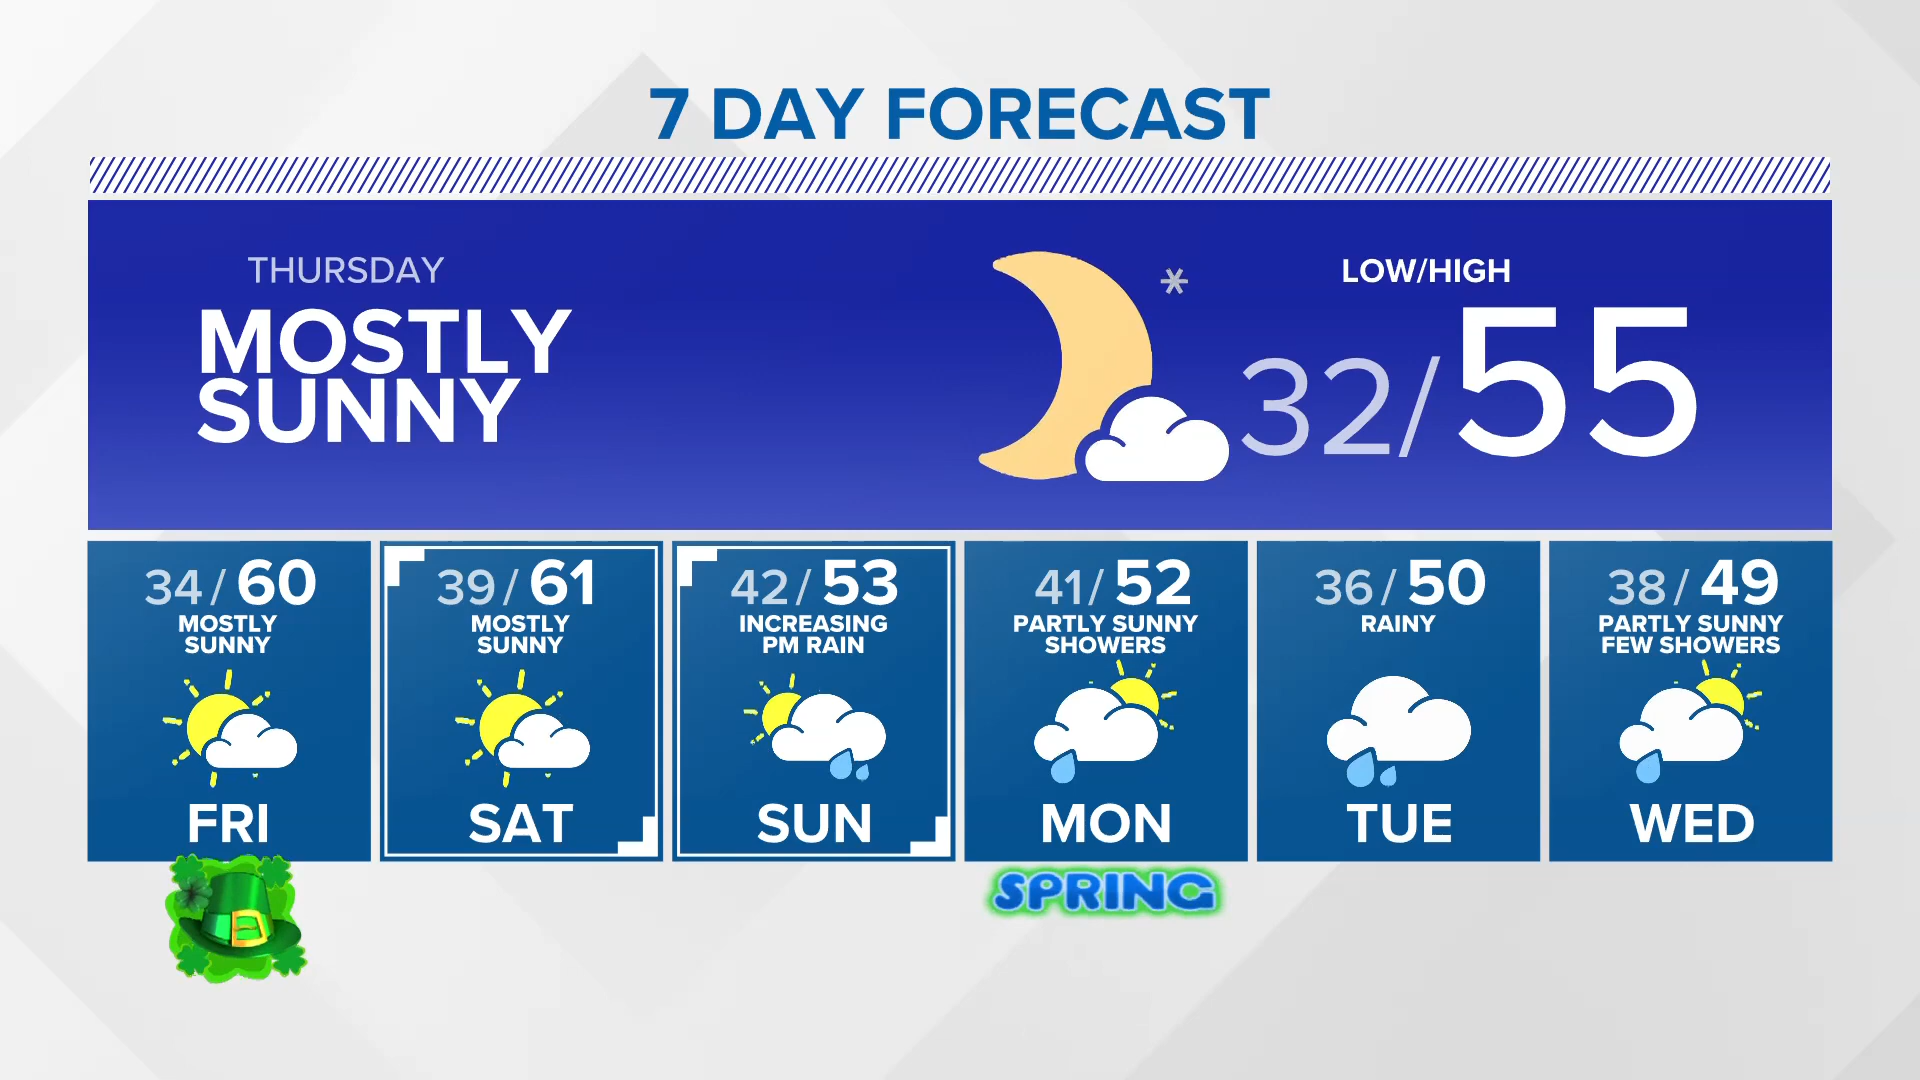 7 DAY FORECAST
THURSDAY
MOSTLY
SUNNY
LOW/HIGH
32/55
34/60
MOSTLY
SUNNY
FRI
39/61
MOSTLY
SUNNY
SAT
42/53
INCREASING
PM RAIN
SUN
41/52
PARTLY SUNNY
SHOWERS
MON
SPRING
36/50
RAINY
TUE
38/49
PARTLY SUNNY
FEW SHOWERS
WED